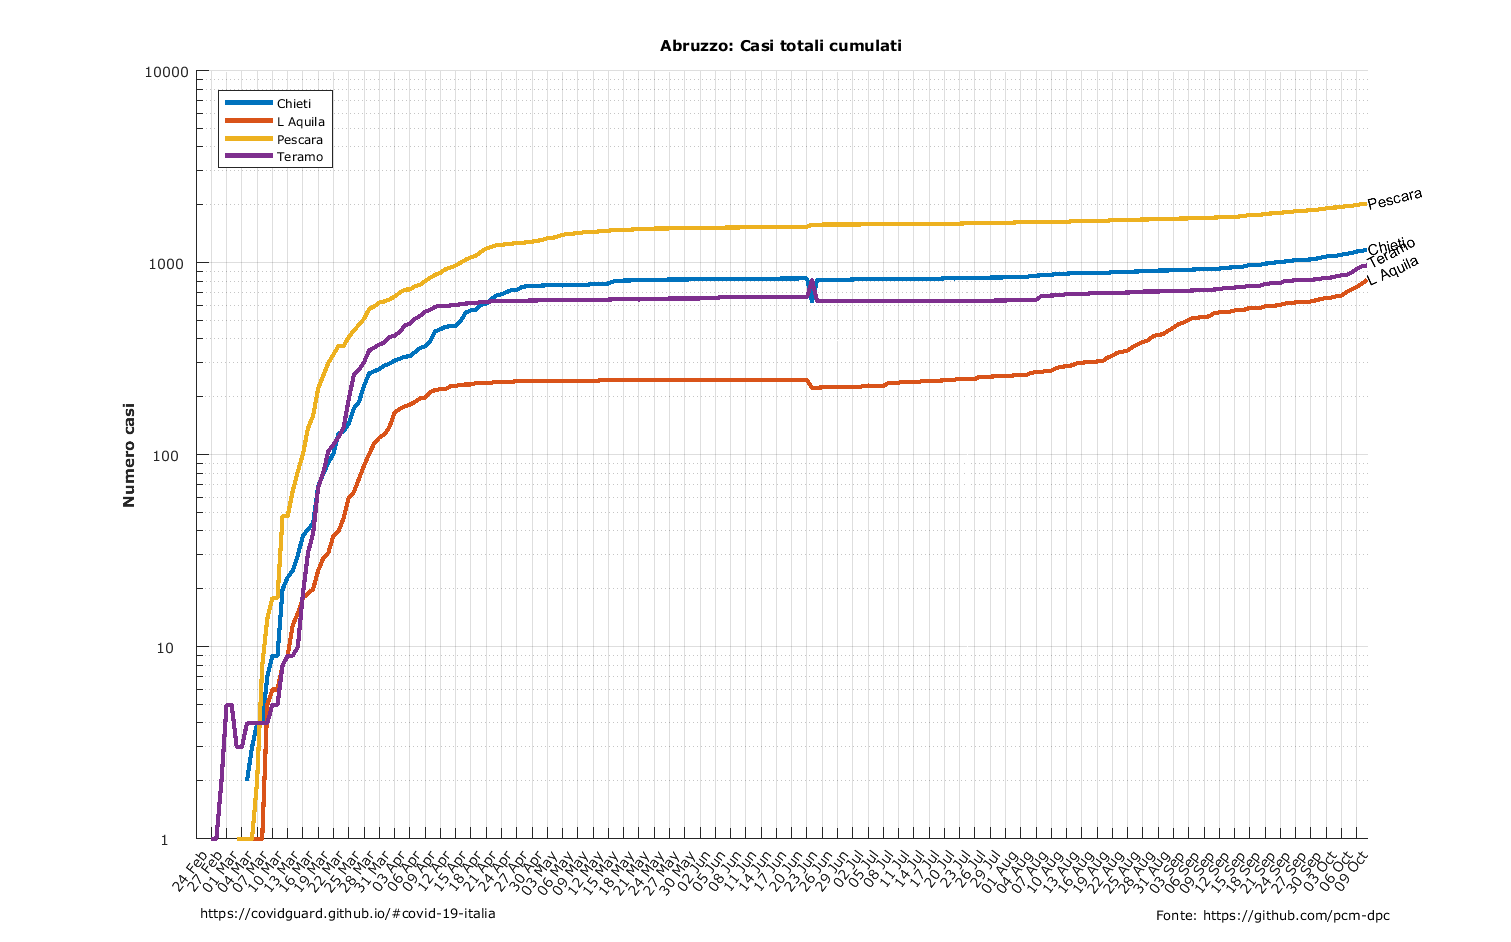 Abruzzo: Casi totali cumulati
10000
1000
100
10
1
Numero casi
Chieti
L Aquila
Pescara
Teramo
Pescara
Chieti
Teramo
L Aquila
24 Feb
27 Feb
01 Mar
04 Mar
07 Mar
10 Mar
13 Mar
16 Mar
19 Mar
22 Mar
25 Mar
28 Mar
31 Mar
03 Apr
06 Apr
09 Apr
12 Apr
15 Apr
18 Apr
21 Apr
24 Apr
27 Apr
30 Apr
03 May
06 May
09 May
12 May
15 May
18 May
21 May
24 May
27 May
30 May
02 Jun
05 Jun
08 Jun
11 Jun
14 Jun
17 Jun
20 Jun
23 Jun
26 Jun
29 Jun
02 Jul
05 Jul
08 Jul
11 Jul
14 Jul
17 Jul
20 Jul
23 Jul
26 Jul
29 Jul
01 Aug
04 Aug
07 Aug
10 Aug
13 Aug
16 Aug
19 Aug
22 Aug
25 Aug
28 Aug
31 Aug
03 Sep
06 Sep
09 Sep
12 Sep
15 Sep
18 Sep
21 Sep
24 Sep
27 Sep
30 Sep
03 Oct
06 Oct
09 Oct
https://covidguard.github.io/#covid-19-italia
Fonte: https://github.com/pcm-dpc